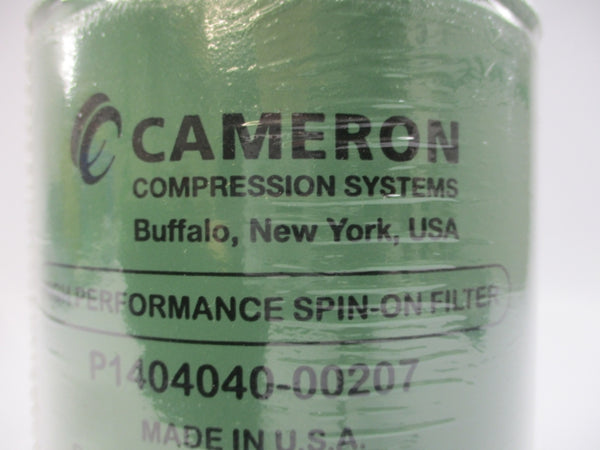 CAMERON
COMPRESSION SYSTEMS
Buffalo, New York, USA
PERFORMANCE SPIN-ON FILTER
P1404040-00207
MADE IN U.S.A.